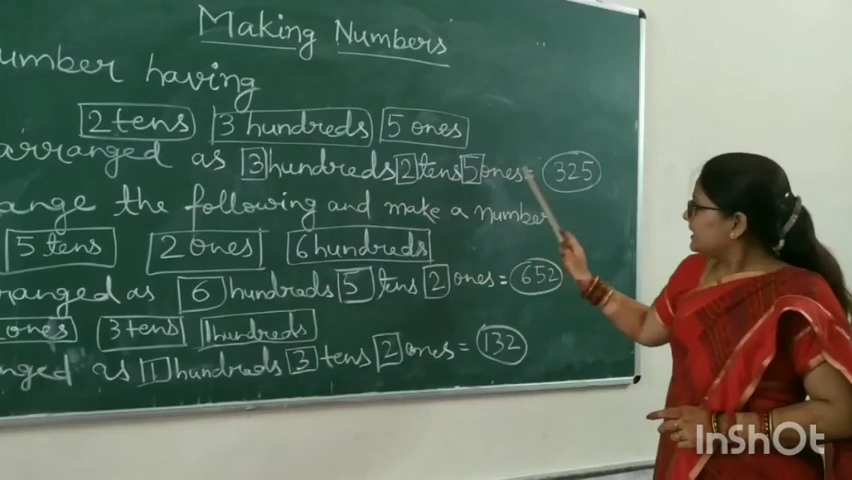 Making Numbers
umber having
2 tens 3 hundreds 5 ones
arranged as 3 hundreds 2 tens 5 ones = 325
ange the following and make a number
5 tens 2 ones 6 hundreds
rranged as 6 hundreds 5 tens 2 ones = 652
ones 3 tens 1 hundreds
nged as 1 hundreds 3 tens 2 ones = 132
InShOt